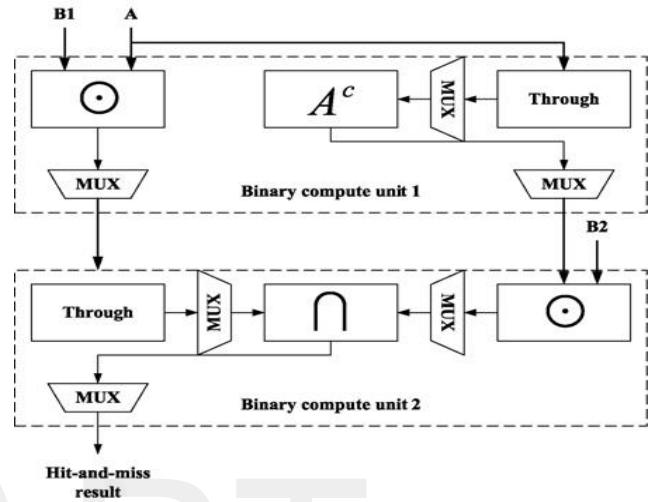 B1 A
⊙
A^c
MUX
Through
MUX
Binary compute unit 1
MUX
B2
Through
MUX
∩
MUX
⊙
MUX
Binary compute unit 2
Hit-and-miss
result